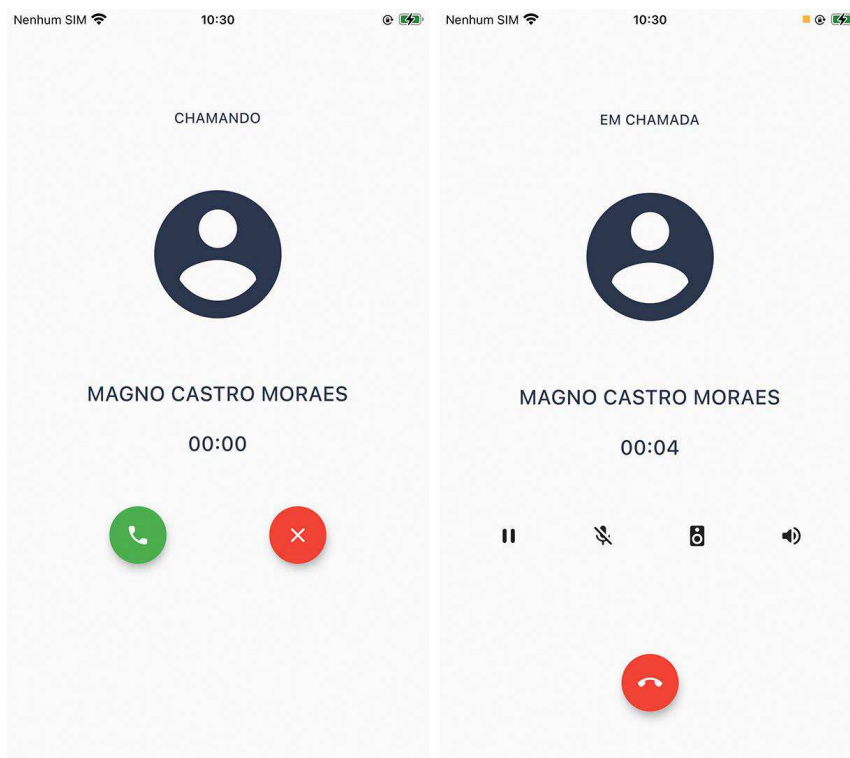 Nenhum SIM 10:30
CHAMANDO
MAGNO CASTRO MORAES
00:00
Nenhum SIM 10:30
EM CHAMADA
MAGNO CASTRO MORAES
00:04